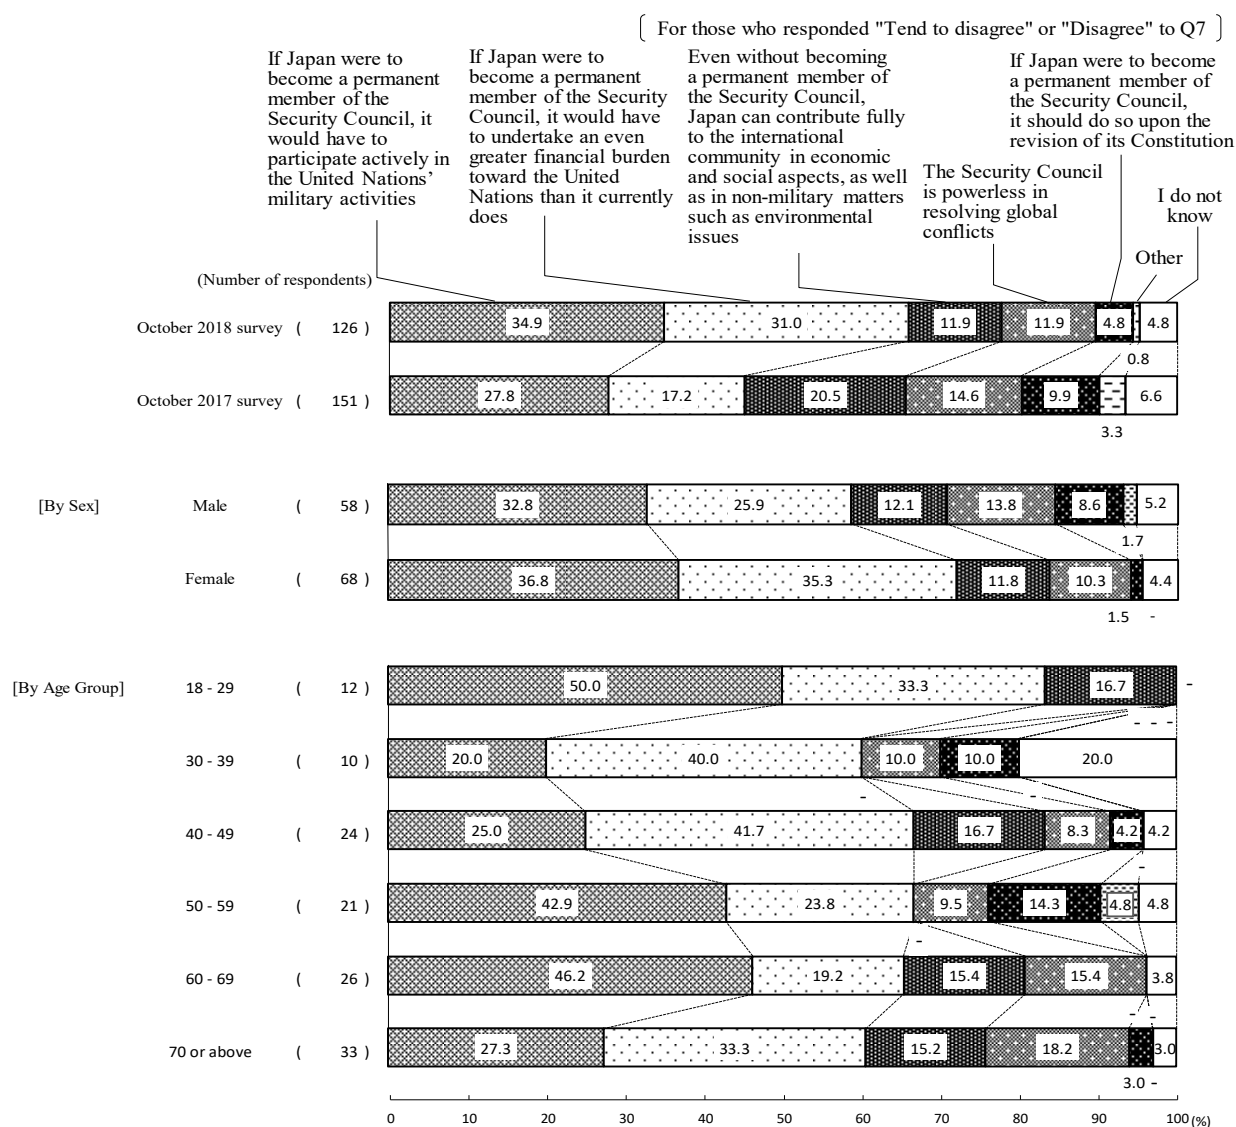 For those who responded "Tend to disagree" or "Disagree" to Q7
If Japan were to
become a permanent
member of the
Security Council, it
would have to
participate actively in
the United Nations’
military activities
If Japan were to
become a permanent
member of the Security
Council, it would have
to undertake an even
greater financial burden
toward the United
Nations than it currently
does
Even without becoming
a permanent member of
the Security Council,
Japan can contribute fully
to the international
community in economic
and social aspects, as well
as in non-military matters
such as environmental
issues
The Security Council
is powerless in
resolving global
conflicts
If Japan were to become
a permanent member of
the Security Council,
it should do so upon the
revision of its Constitution
Other
I do not
know
(Number of respondents)
October 2018 survey ( 126 ) 34.9 31.0 11.9 11.9 4.8 4.8
0.8
October 2017 survey ( 151 ) 27.8 17.2 20.5 14.6 9.9 6.6
3.3
[By Sex] Male ( 58 ) 32.8 25.9 12.1 13.8 8.6 5.2
1.7
Female ( 68 ) 36.8 35.3 11.8 10.3 4.4
1.5 -
[By Age Group] 18 - 29 ( 12 ) 50.0 33.3 16.7 -
- - -
30 - 39 ( 10 ) 20.0 40.0 10.0 10.0 20.0
- -
40 - 49 ( 24 ) 25.0 41.7 16.7 8.3 4.2 4.2
-
50 - 59 ( 21 ) 42.9 23.8 9.5 14.3 4.8 4.8
-
60 - 69 ( 26 ) 46.2 19.2 15.4 15.4 3.8
- -
70 or above ( 33 ) 27.3 33.3 15.2 18.2 3.0
3.0 -
0 10 20 30 40 50 60 70 80 90 100 (%)